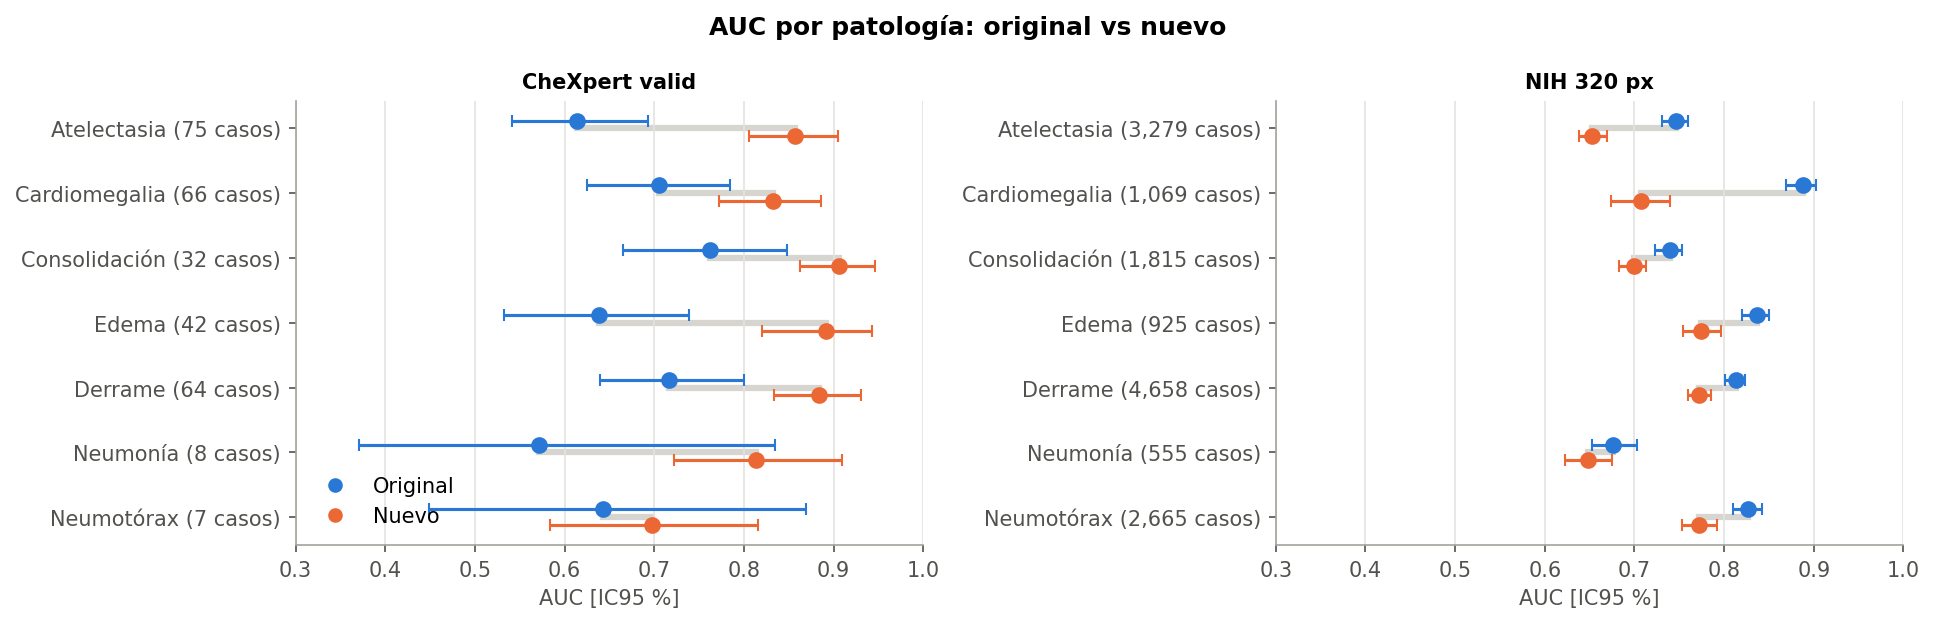 AUC por patología: original vs nuevo
CheXpert valid
Atelectasia (75 casos)
Cardiomegalia (66 casos)
Consolidación (32 casos)
Edema (42 casos)
Derrame (64 casos)
Neumonía (8 casos)
Neumotórax (7 casos)
Original
Nuevo
0.3 0.4 0.5 0.6 0.7 0.8 0.9 1.0
AUC [IC95 %]
NIH 320 px
Atelectasia (3,279 casos)
Cardiomegalia (1,069 casos)
Consolidación (1,815 casos)
Edema (925 casos)
Derrame (4,658 casos)
Neumonía (555 casos)
Neumotórax (2,665 casos)
0.3 0.4 0.5 0.6 0.7 0.8 0.9 1.0
AUC [IC95 %]